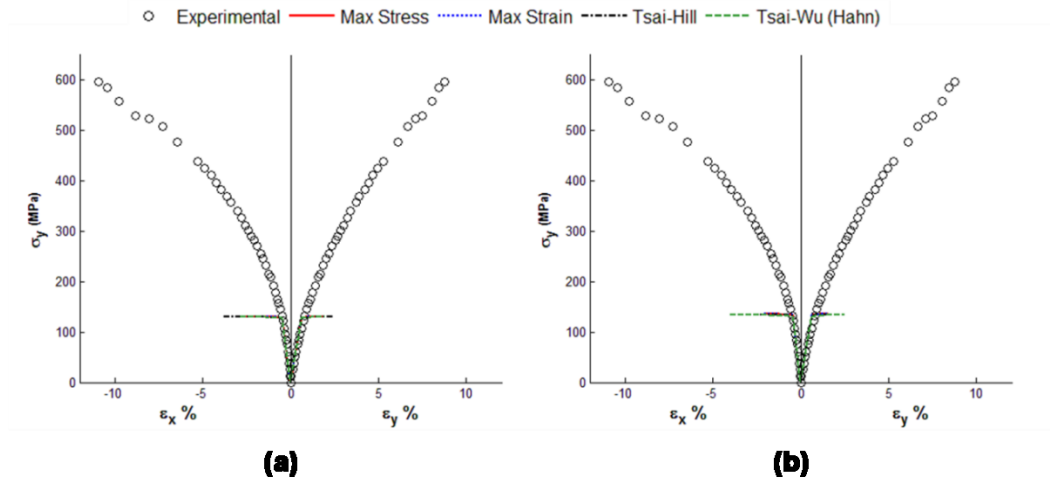 Experimental Max Stress Max Strain Tsai-Hill Tsai-Wu (Hahn)
600
500
400
300
200
100
0
σy (MPa)
-10 -5 0 5 10
εx % εy %
(a)
600
500
400
300
200
100
0
σy (MPa)
-10 -5 0 5 10
εx % εy %
(b)